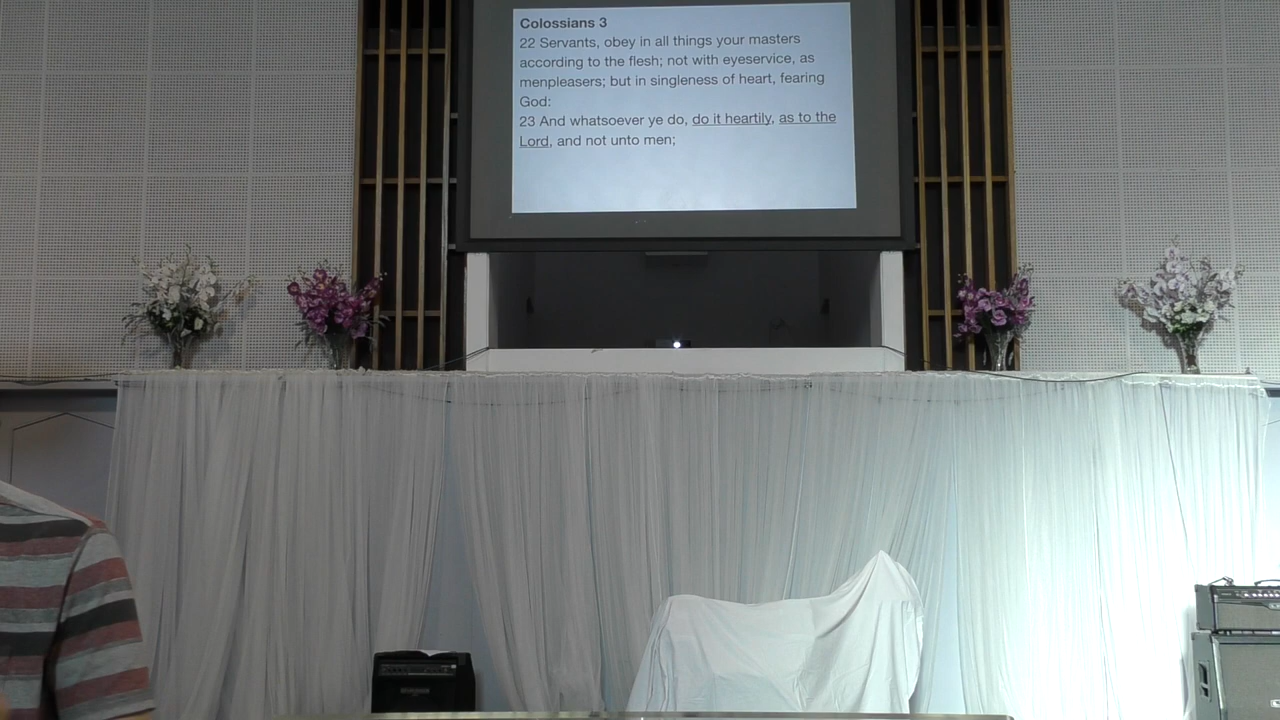 Colossians 3
22 Servants, obey in all things your masters
according to the flesh; not with eyeservice, as
menpleasers; but in singleness of heart, fearing
God:
23 And whatsoever ye do, do it heartily, as to the
Lord, and not unto men;